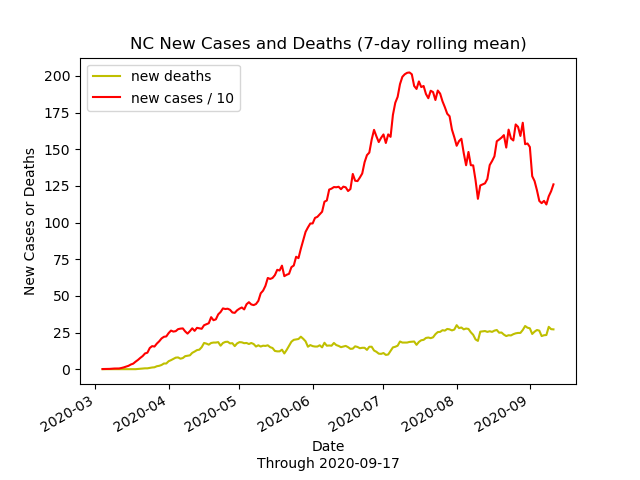 NC New Cases and Deaths (7-day rolling mean)
new deaths
new cases / 10
New Cases or Deaths
200
175
150
125
100
75
50
25
0
2020-03
2020-04
2020-05
2020-06
2020-07
2020-08
2020-09
Date
Through 2020-09-17